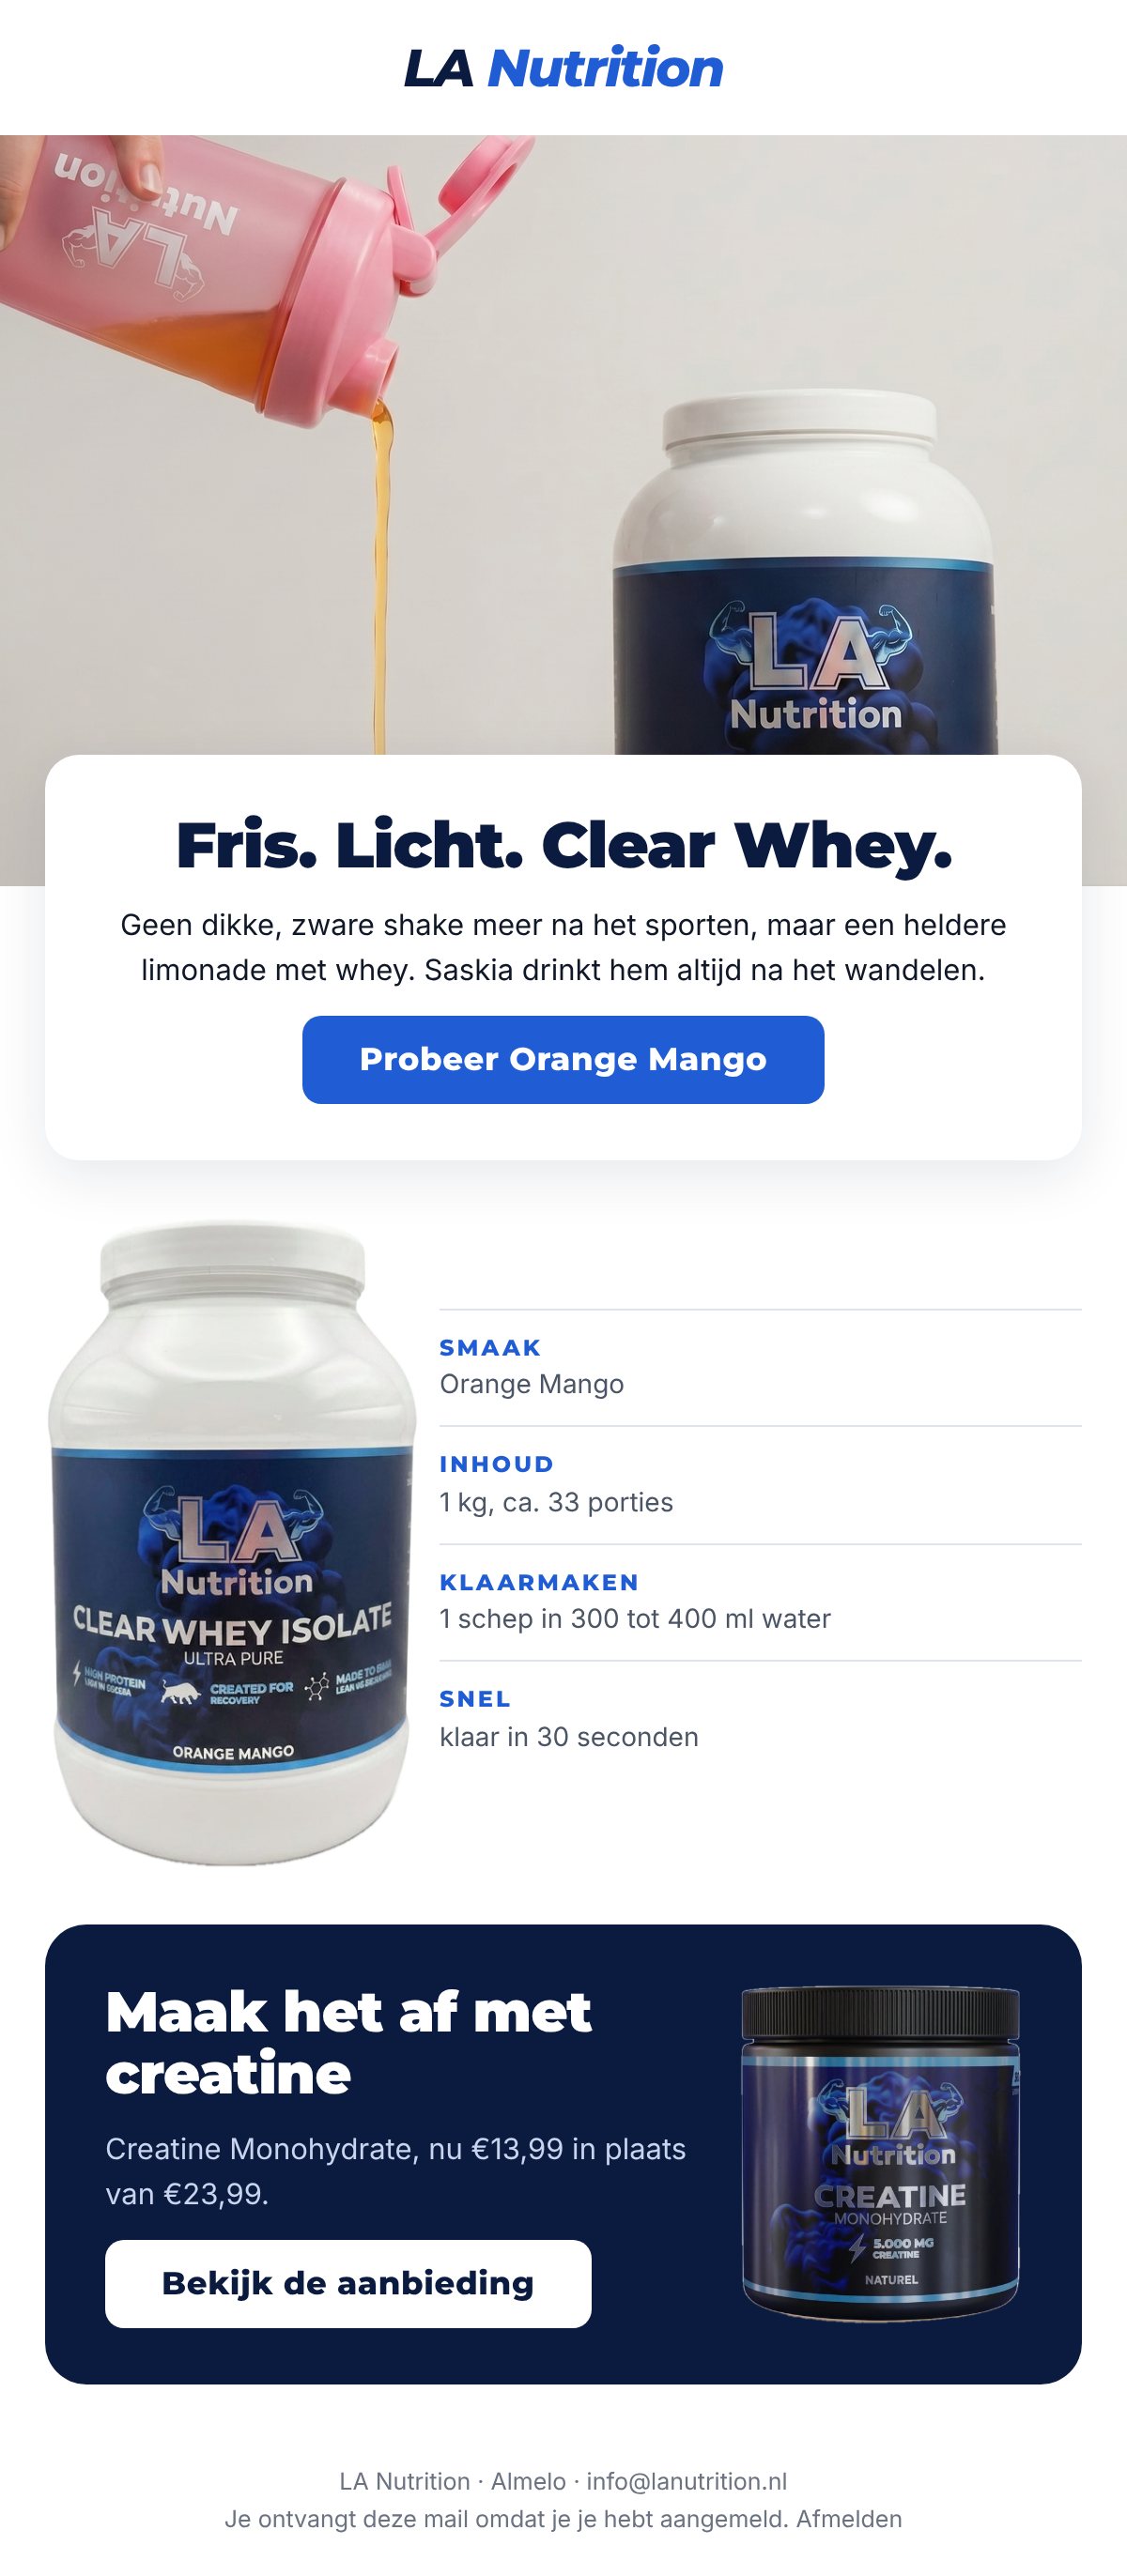 LA Nutrition
LA
Nutrition
LA
Nutrition
Fris. Licht. Clear Whey.
Geen dikke, zware shake meer na het sporten, maar een heldere
limonade met whey. Saskia drinkt hem altijd na het wandelen.
Probeer Orange Mango
LA
Nutrition
CLEAR WHEY ISOLATE
ULTRA PURE
HIGH PROTEIN
CREATED FOR
RECOVERY
MADE TO
LEAN
ORANGE MANGO
SMAAK
Orange Mango
INHOUD
1 kg, ca. 33 porties
KLAARMAKEN
1 schep in 300 tot 400 ml water
SNEL
klaar in 30 seconden
Maak het af met
creatine
Creatine Monohydrate, nu €13,99 in plaats
van €23,99.
Bekijk de aanbieding
LA
Nutrition
CREATINE
MONOHYDRATE
5.000 MG
CREATINE
NATUREL
LA Nutrition · Almelo · info@lanutrition.nl
Je ontvangt deze mail omdat je je hebt aangemeld. Afmelden